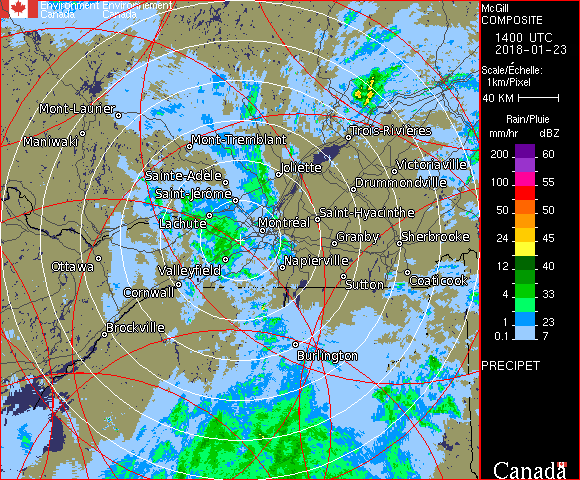 Environment Environnement
Canada Canada
McGill
COMPOSITE
1400 UTC
2018-01-23
Scale/Échelle:
1km/Pixel
40 KM
Rain/Pluie
mm/hr dBZ
200 60
100 55
50 50
24 45
12 40
4 33
1 23
0.1 7
PRECIPET
Canada
Mont-Laurier
Maniwaki
Mont-Tremblant
Trois-Rivières
Sainte-Adèle
Joliette
Victoriaville
Saint-Jérôme
Drummondville
Lachute
Montréal
Saint-Hyacinthe
Granby
Sherbrooke
Ottawa
Valleyfield
Napierville
Cornwall
Sutton
Coaticook
Brockville
Burlington